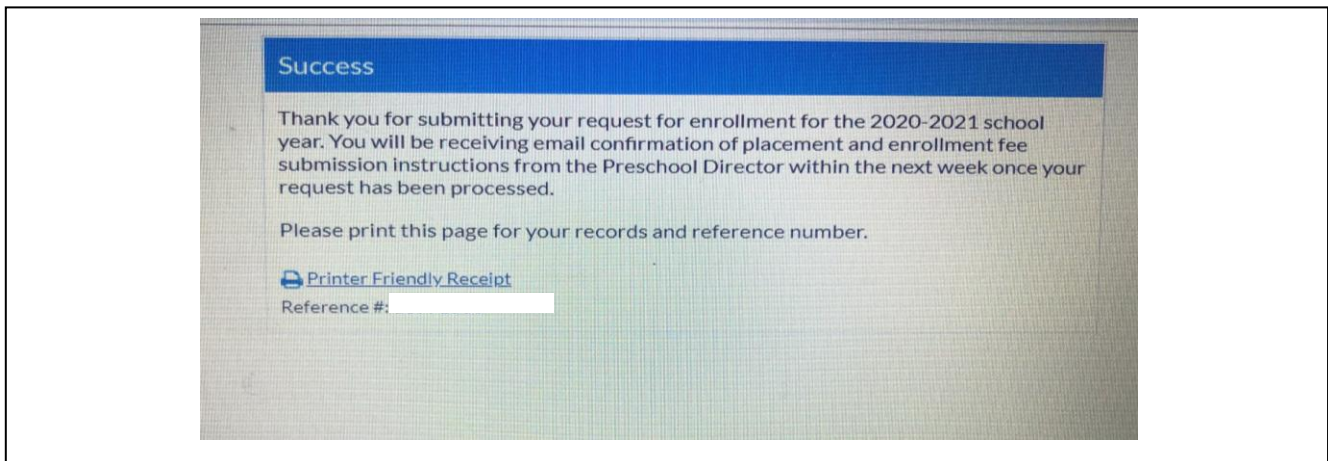 Success
Thank you for submitting your request for enrollment for the 2020-2021 school
year. You will be receiving email confirmation of placement and enrollment fee
submission instructions from the Preschool Director within the next week once your
request has been processed.
Please print this page for your records and reference number.
Printer Friendly Receipt
Reference #: